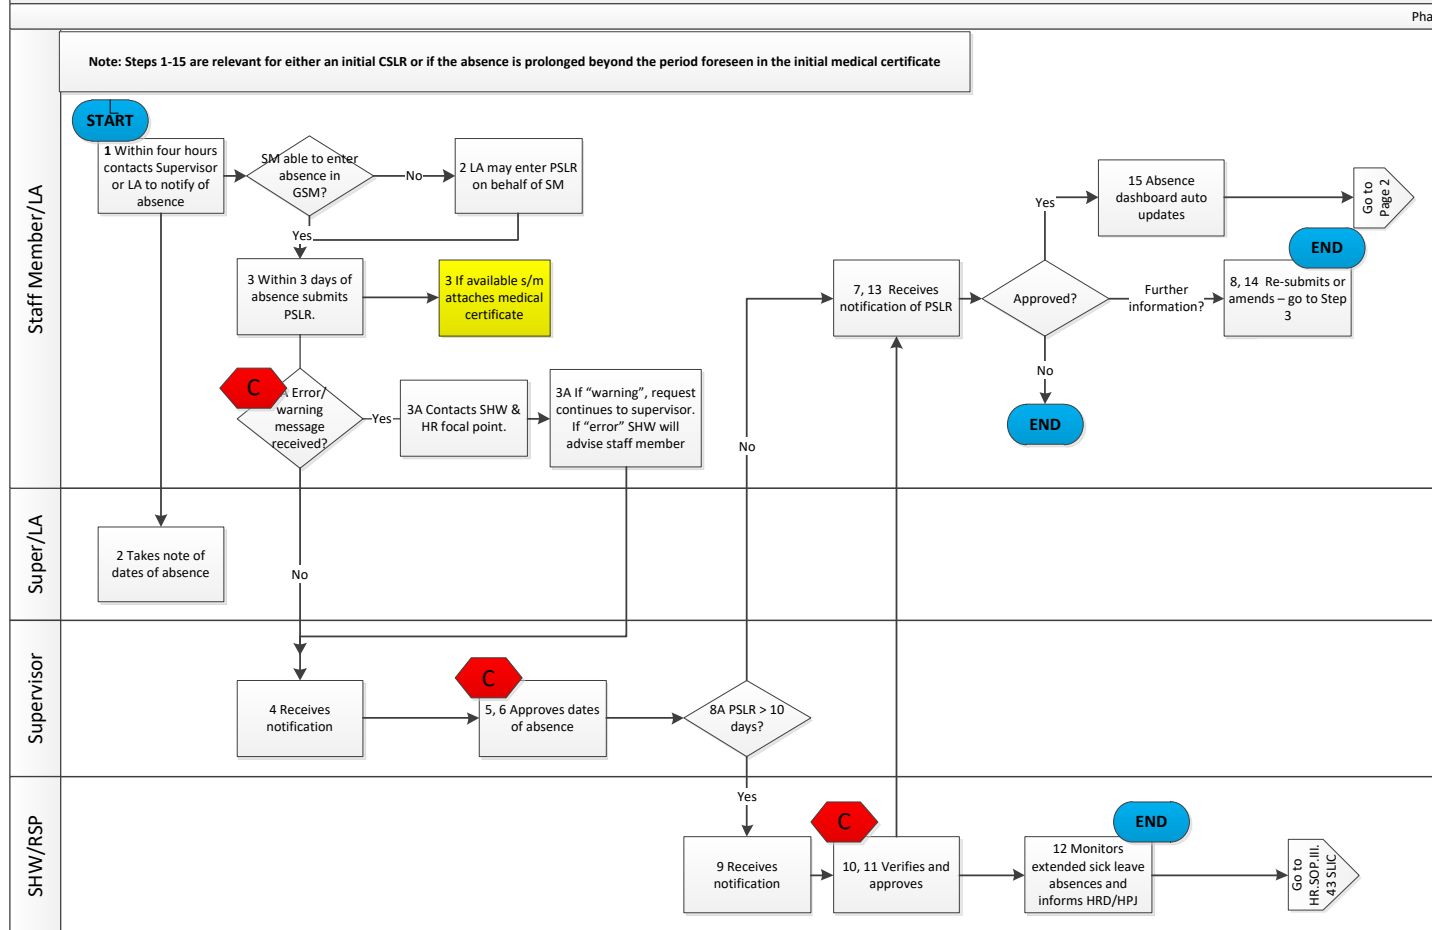 Pha
Note: Steps 1-15 are relevant for either an initial CSLR or if the absence is prolonged beyond the period foreseen in the initial medical certificate
Staff Member/LA
START
1 Within four hours
contacts Supervisor
or LA to notify of
absence
SM able to enter
absence in
GSM?
No
2 LA may enter PSLR
on behalf of SM
Yes
3 Within 3 days of
absence submits
PSLR.
3 If available s/m
attaches medical
certificate
C
Error/
warning
message
received?
Yes
3A Contacts SHW &
HR focal point.
3A If “warning”, request
continues to supervisor.
If “error” SHW will
advise staff member
No
7, 13 Receives
notification of PSLR
Approved?
Yes
15 Absence
dashboard auto
updates
Go to
Page 2
Further
information?
END
8, 14 Re-submits or
amends – go to Step
3
No
END
Super/LA
2 Takes note of
dates of absence
No
Supervisor
4 Receives
notification
C
5, 6 Approves dates
of absence
8A PSLR > 10
days?
Yes
SHW/RSP
9 Receives
notification
C
10, 11 Verifies and
approves
END
12 Monitors
extended sick leave
absences and
informs HRD/HPJ
Go to
HR.SOP.III.
43 SLIC